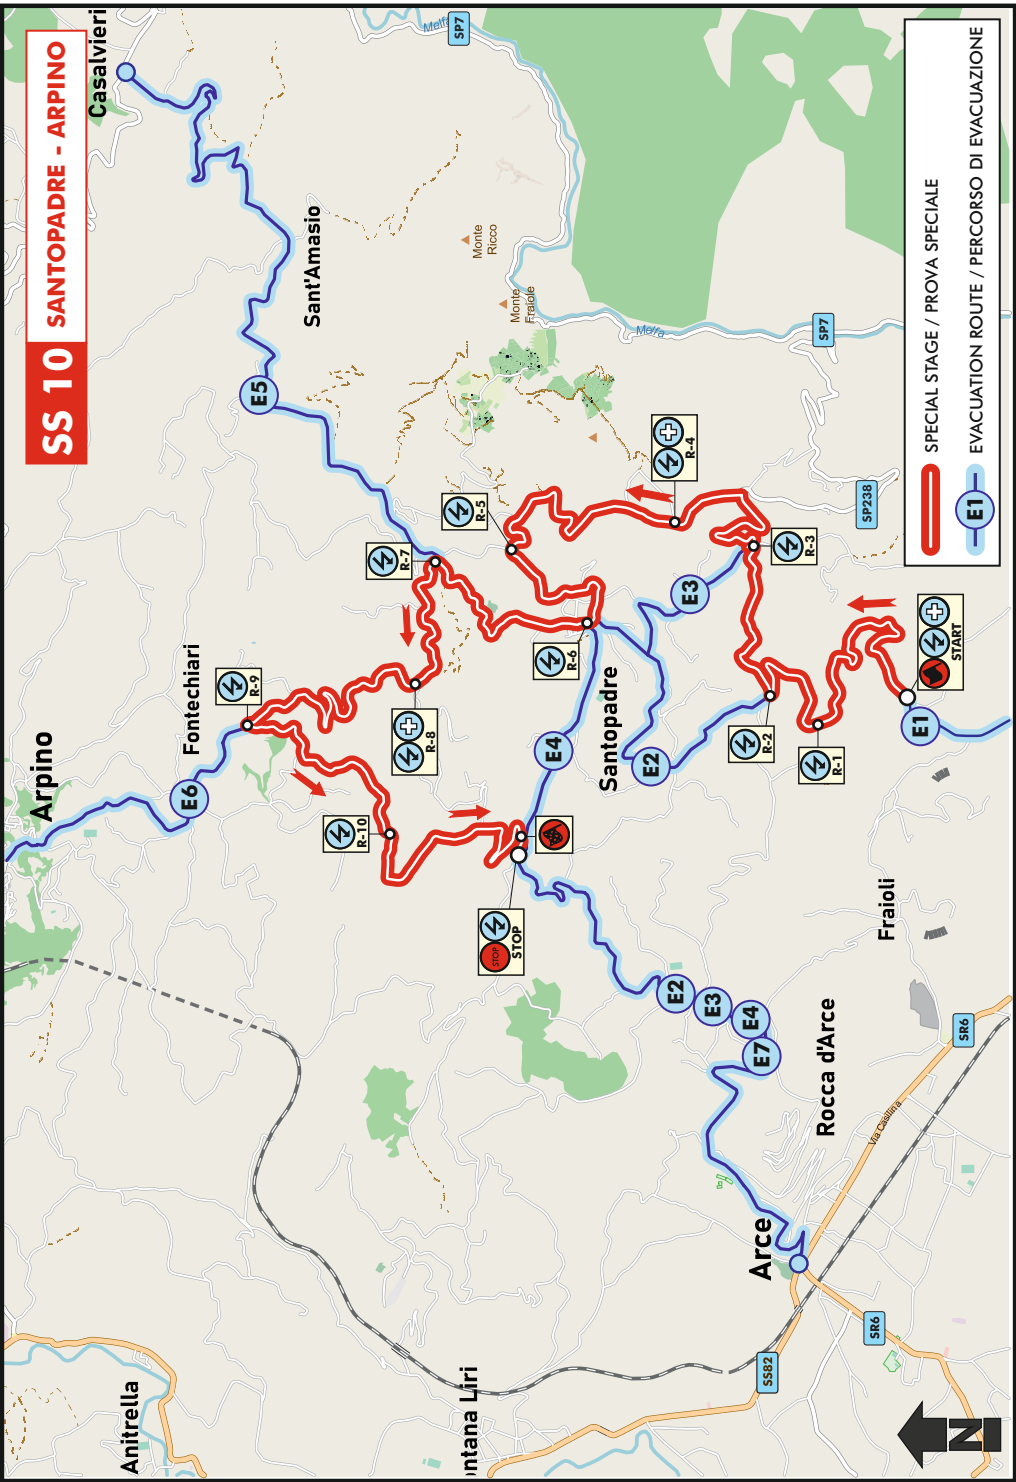 SS 10 SANTOPADRE - ARPINO
SPECIAL STAGE / PROVA SPECIALE
E1
EVACUATION ROUTE / PERCORSO DI EVACUAZIONE
Casalvieri
Melfa
SP7
Sant'Amasio
Monte
Ricco
Monte
Fraiole
Melfa
SP7
SP238
E5
R-4
R-5
R-7
R-3
E3
START
R-6
R-9
Fontechiari
Santopadre
Arpino
E6
R-8
E4
E2
R-2
R-1
E1
R-10
STOP
STOP
Fraioli
E2
E3
E4
E7
Rocca d'Arce
SR6
Via Casilina
Arce
SR6
SS82
Anitrella
ntana Liri
N